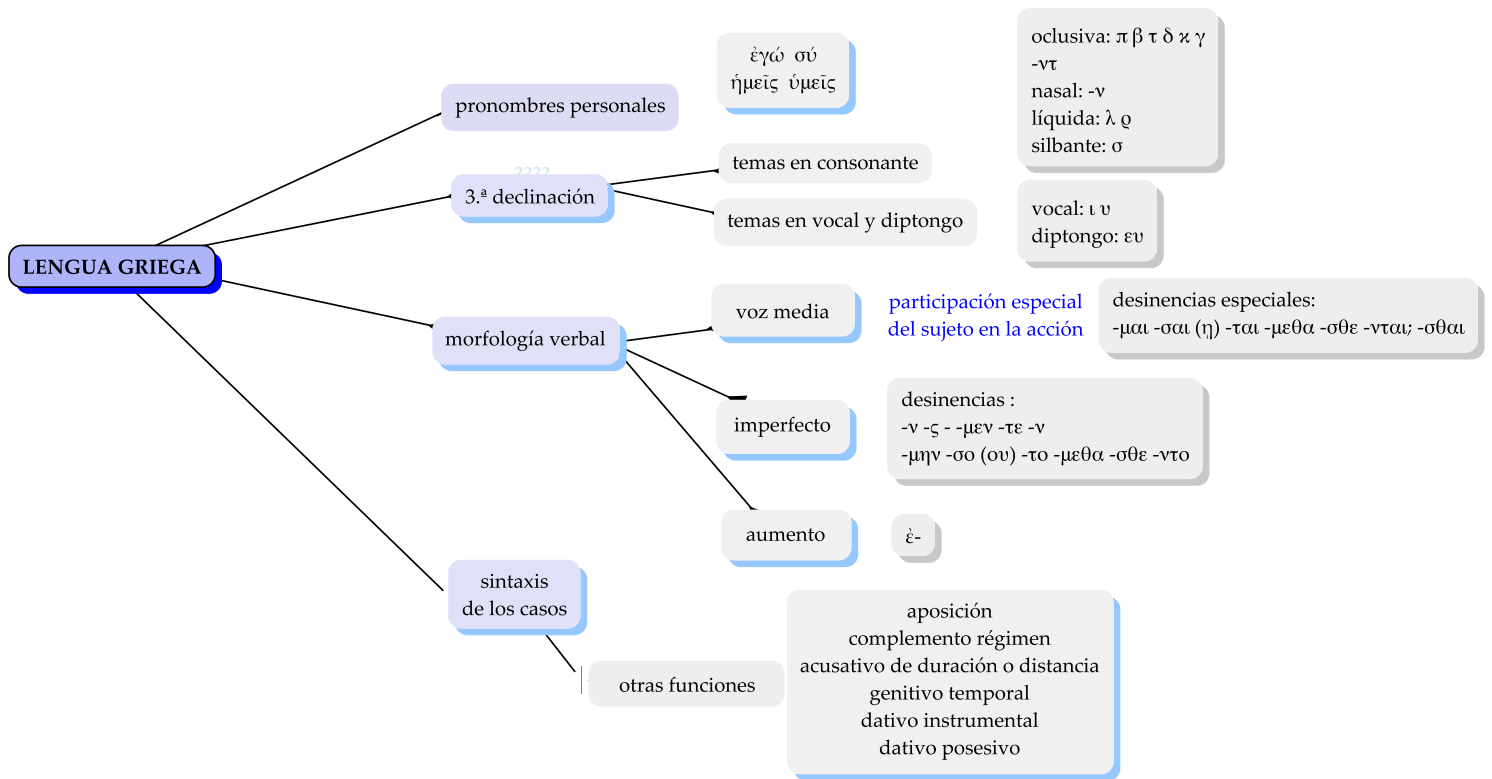 LENGUA GRIEGA
pronombres personales
ἐγώ σύ
ἡμεῖς ὑμεῖς
????
3.ª declinación
temas en consonante
oclusiva: π β τ δ κ γ
-ντ
nasal: -ν
líquida: λ ρ
silbante: σ
temas en vocal y diptongo
vocal: ι υ
diptongo: ευ
morfología verbal
voz media
participación especial
del sujeto en la acción
desinencias especiales:
-μαι -σαι (ῃ) -ται -μεθα -σθε -νται; -σθαι
imperfecto
desinencias :
-ν -ς - -μεν -τε -ν
-μην -σο (ου) -το -μεθα -σθε -ντο
aumento
ἐ-
sintaxis
de los casos
otras funciones
aposición
complemento régimen
acusativo de duración o distancia
genitivo temporal
dativo instrumental
dativo posesivo